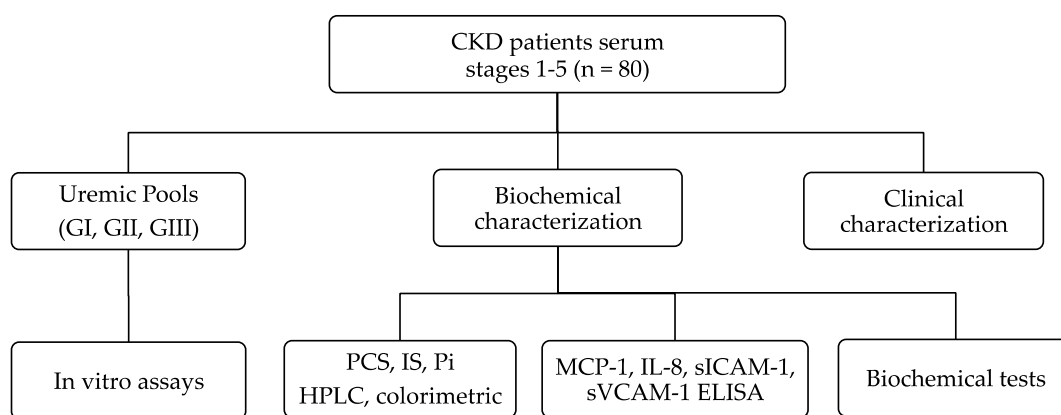 CKD patients serum
stages 1-5 (n = 80)
Uremic Pools
(GI, GII, GIII)
Biochemical
characterization
Clinical
characterization
In vitro assays
PCS, IS, Pi
HPLC, colorimetric
MCP-1, IL-8, sICAM-1,
sVCAM-1 ELISA
Biochemical tests